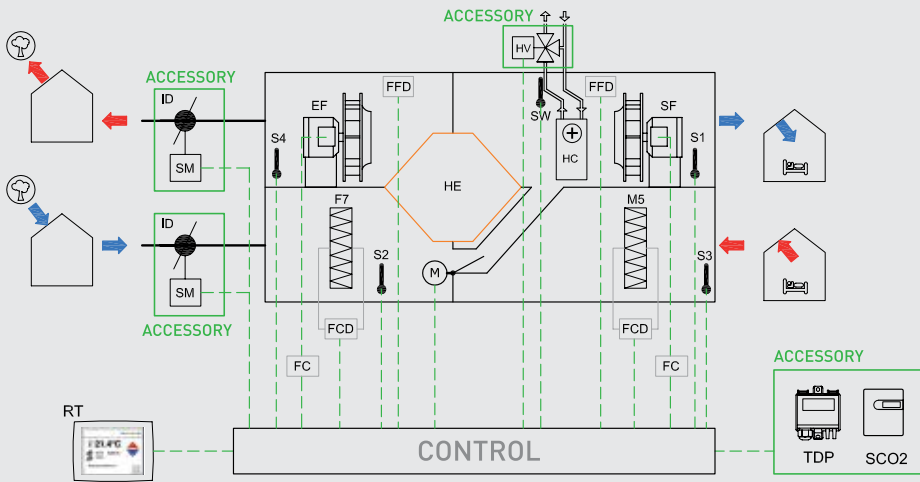 ACCESSORY
HV
ACCESSORY
ID
SM
EF
FFD
SW
FFD
SF
S4
HC
S1
HE
ID
SM
F7
S2
M
M5
S3
ACCESSORY
FCD
FCD
FC
FC
ACCESSORY
RT
21.4°C
CONTROL
TDP
SCO2